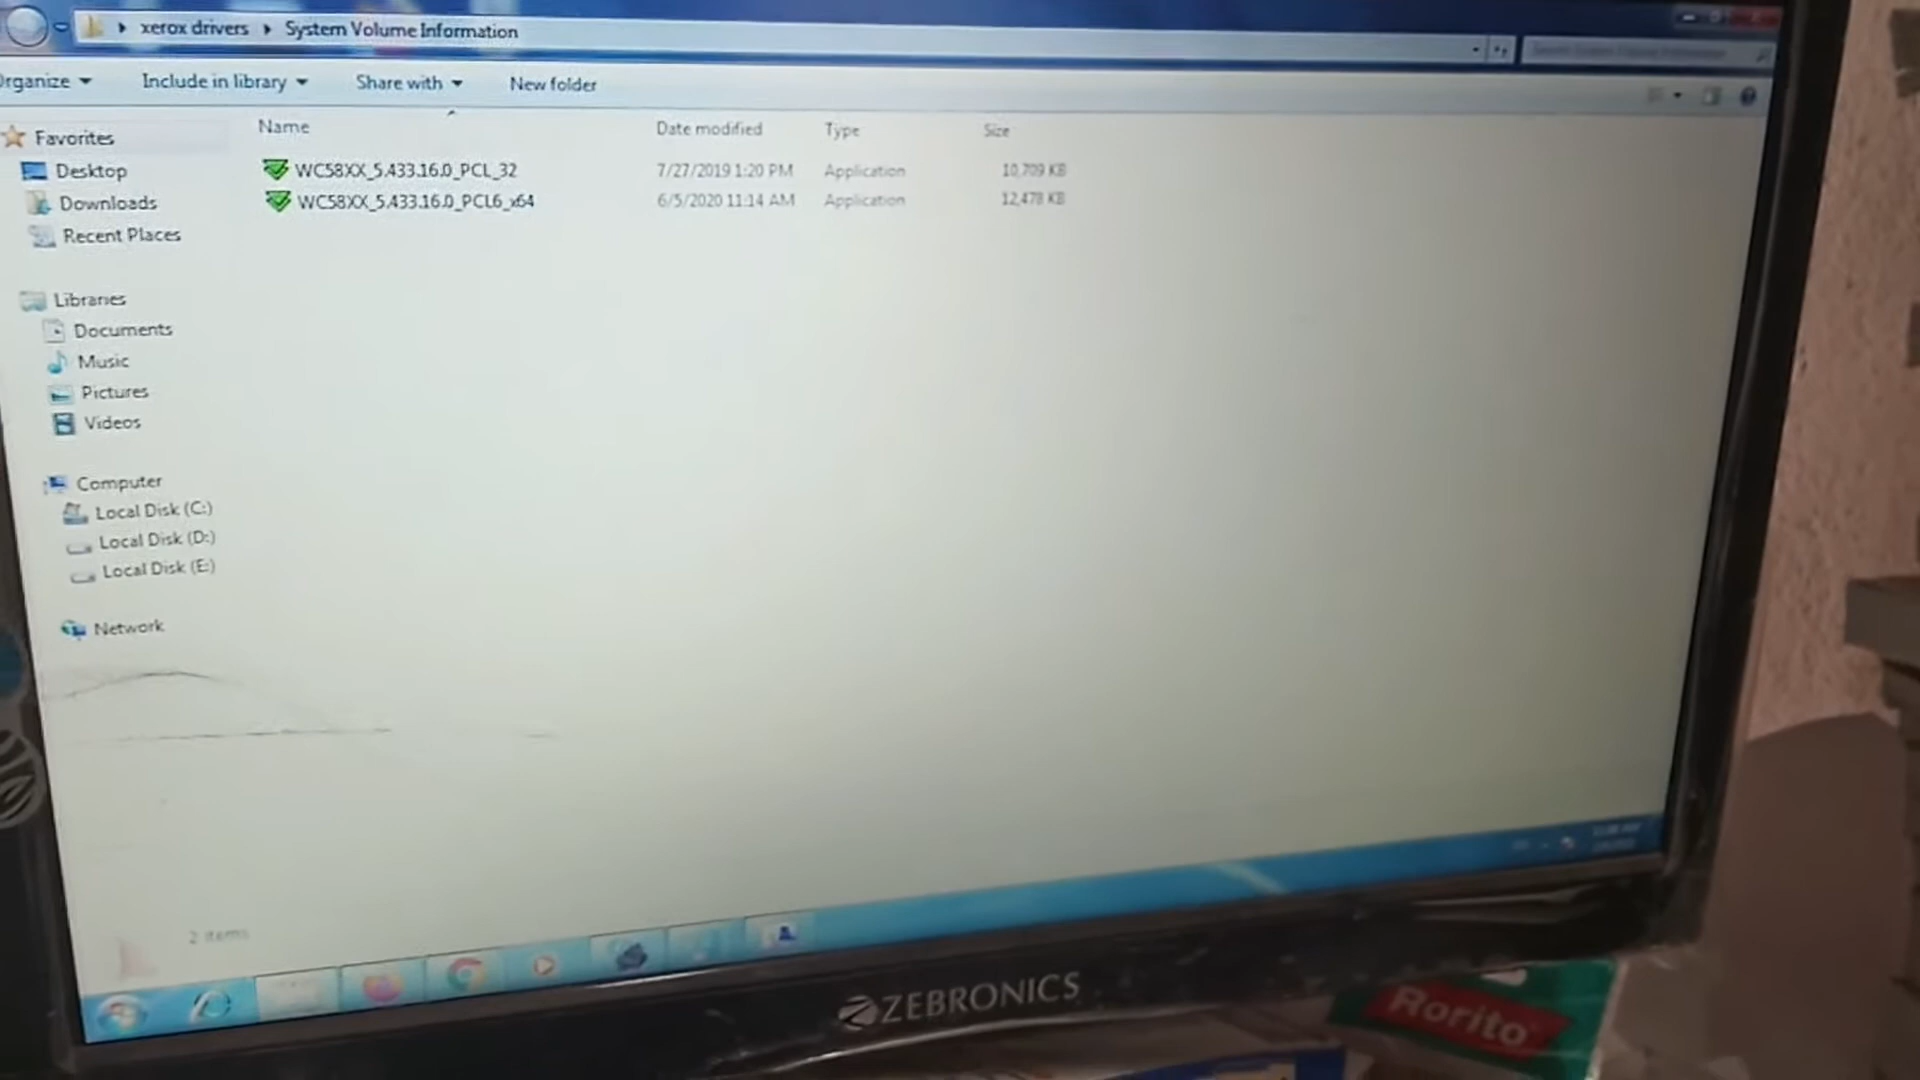 xerox drivers System Volume Information
Organize Include in library Share with New folder
Name Date modified Type Size
WC58XX_5.433.16.0_PCL_32 7/27/2019 1:20 PM Application 10,709 KB
WC58XX_5.433.16.0_PCL6_x64 6/5/2020 11:14 AM Application 12,478 KB
Favorites
Desktop
Downloads
Recent Places
Libraries
Documents
Music
Pictures
Videos
Computer
Local Disk (C:)
Local Disk (D:)
Local Disk (E:)
Network
2 items
ZEBRONICS
Rorito